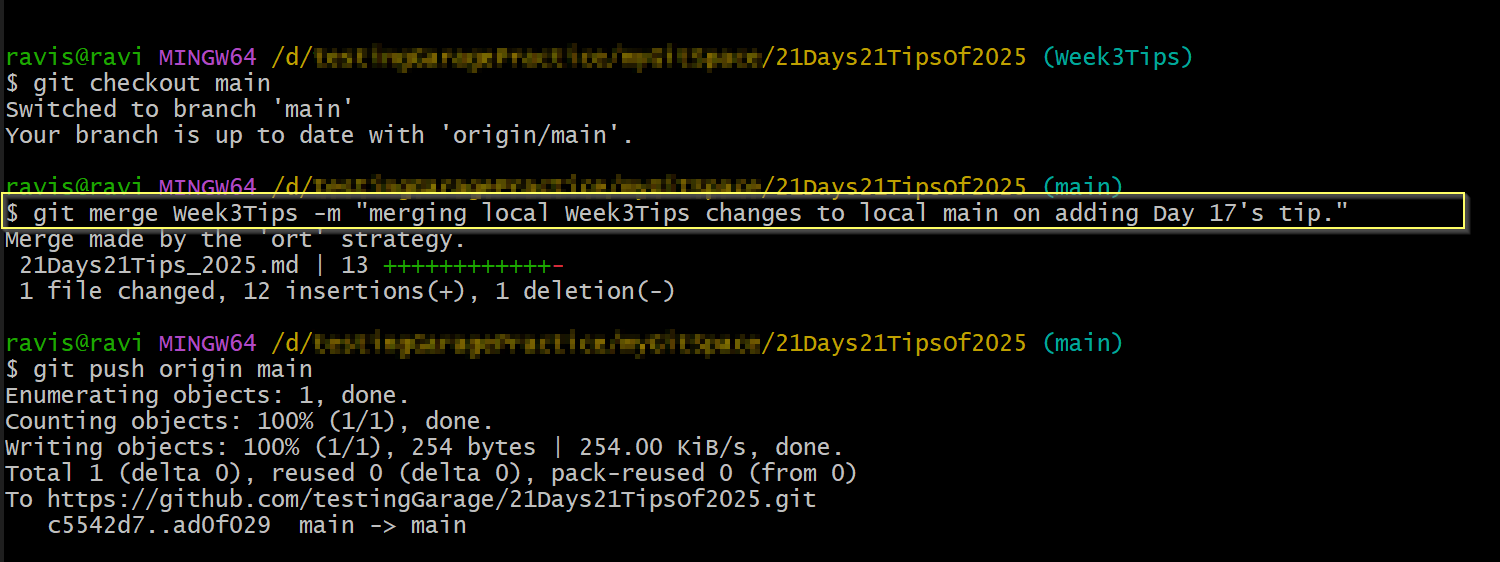 ravis@ravi MINGW64 /d/ /21Days21TipsOf2025 (Week3Tips)
$ git checkout main
Switched to branch 'main'
Your branch is up to date with 'origin/main'.
ravis@ravi MINGW64 /d/ /21Days21TipsOf2025 (main)
$ git merge Week3Tips -m "merging local Week3Tips changes to local main on adding Day 17's tip."
Merge made by the 'ort' strategy.
21Days21Tips_2025.md | 13 ++++++++++++-
1 file changed, 12 insertions(+), 1 deletion(-)
ravis@ravi MINGW64 /d/ /21Days21TipsOf2025 (main)
$ git push origin main
Enumerating objects: 1, done.
Counting objects: 100% (1/1), done.
Writing objects: 100% (1/1), 254 bytes | 254.00 KiB/s, done.
Total 1 (delta 0), reused 0 (delta 0), pack-reused 0 (from 0)
To https://github.com/testingGarage/21Days21TipsOf2025.git
c5542d7..ad0f029  main -> main